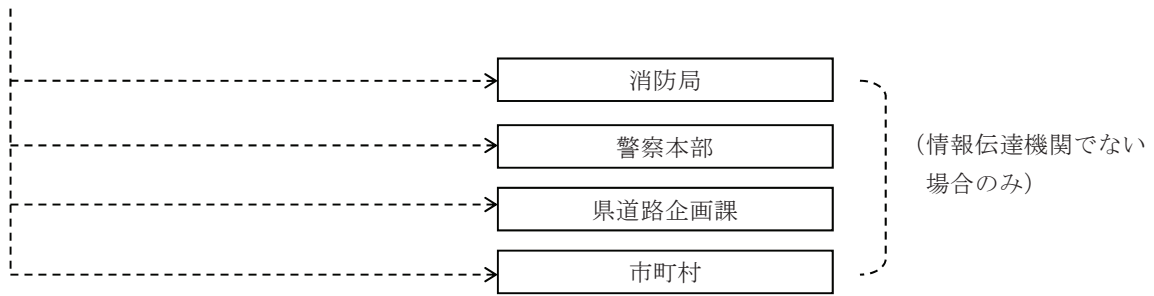 消防局
警察本部
県道路企画課
市町村
（情報伝達機関でない
場合のみ）